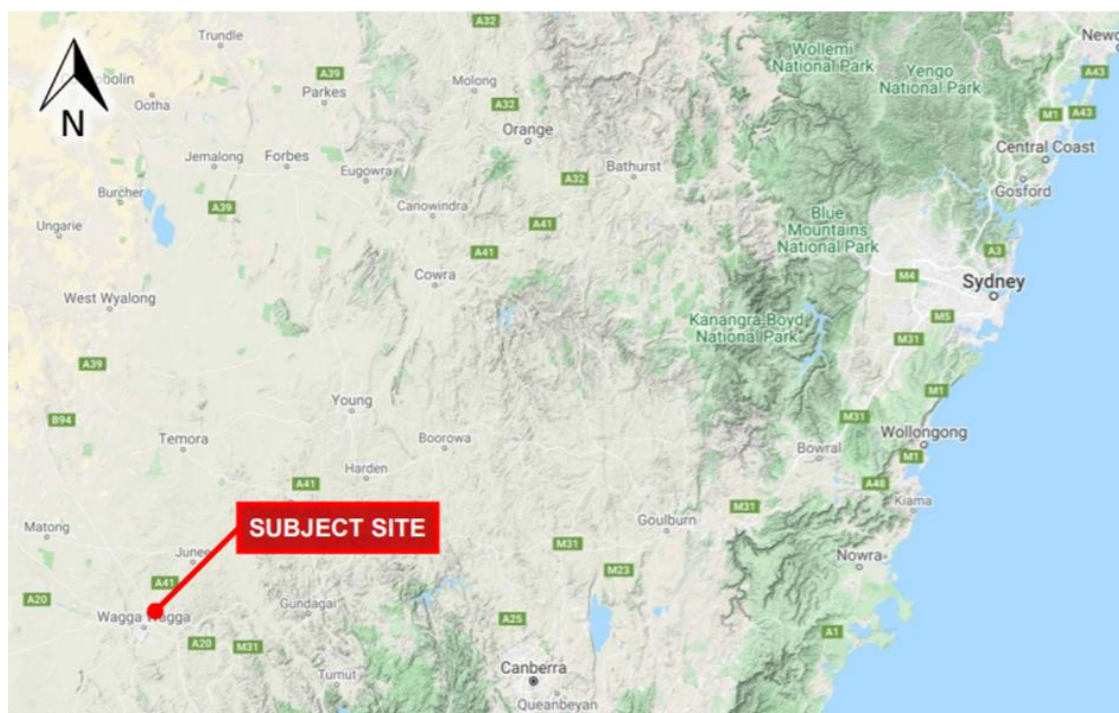 Trundle
A32
Wollemi
National Park
Newc
A39
Molong
Yengo
National Park
A43
Parkes
Ootha
A32
M1
A43
N
Orange
Jemalong
Forbes
Central Coast
Eugowra
Bathurst
A32
Gosford
Burcher
A39
Canowindra
Blue
Mountains
National Park
Ungarie
A41
A41
A3
Cowra
M4
Sydney
West Wyalong
Kanangra-Boyd
National Park
M5
M31
A39
M1
Young
M31
B94
Temora
Boorowa
Wollongong
Bowral
M1
Harden
A41
A48
Kiama
SUBJECT SITE
M31
Matong
Goulburn
Junee
M31
Nowra
A41
M23
A20
Gundagai
Wagga Wagga
A25
A20
M31
A1
Tumut
Canberra
Queanbeyan